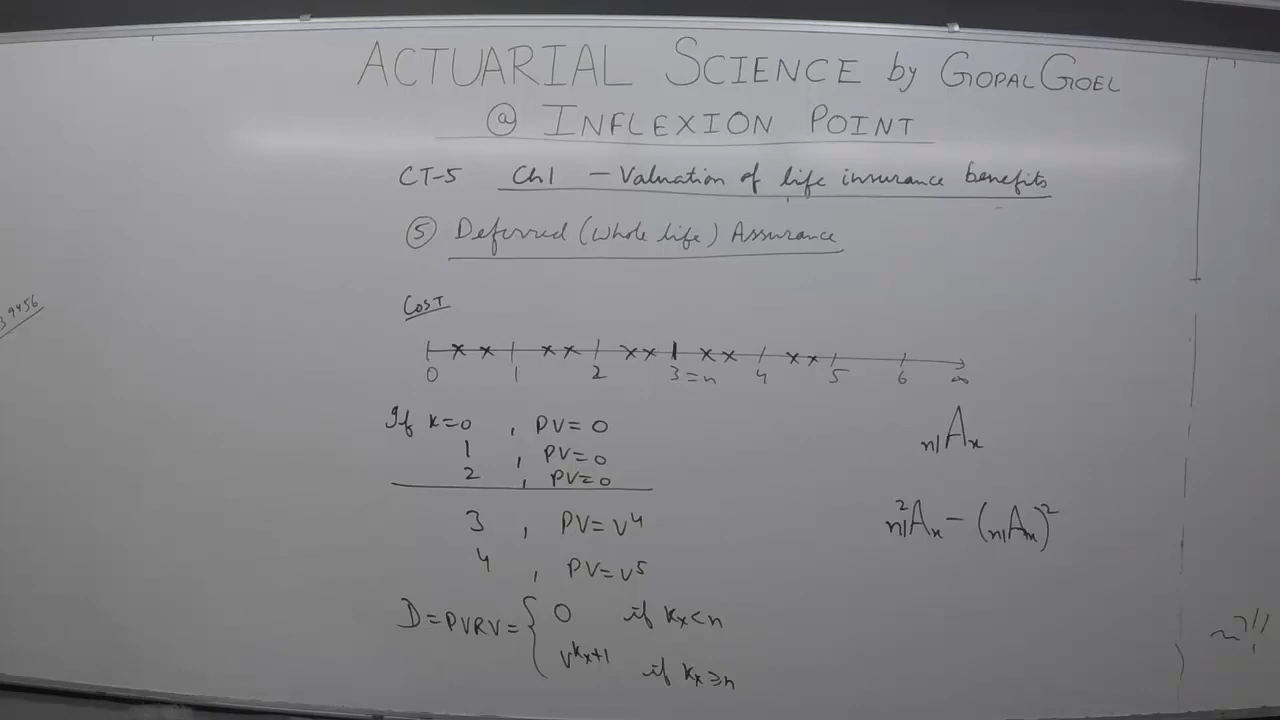 ACTUARIAL SCIENCE by GOPAL GOEL
@ INFLEXION POINT
CT-5 Ch1 – Valuation of life insurance benefits
⑤ Deferred (Whole life) Assurance
COST
0 1 2 3=n 4 5 6 ∞
If K=0 , PV=0
1 , PV=0
2 , PV=0
3 , PV=v⁴
4 , PV=v⁵
D=PVRV= { 0 if Kx<n
v^(Kx+1) if Kx≥n
n|Ax
²n|Ax – (n|Ax)²
39456